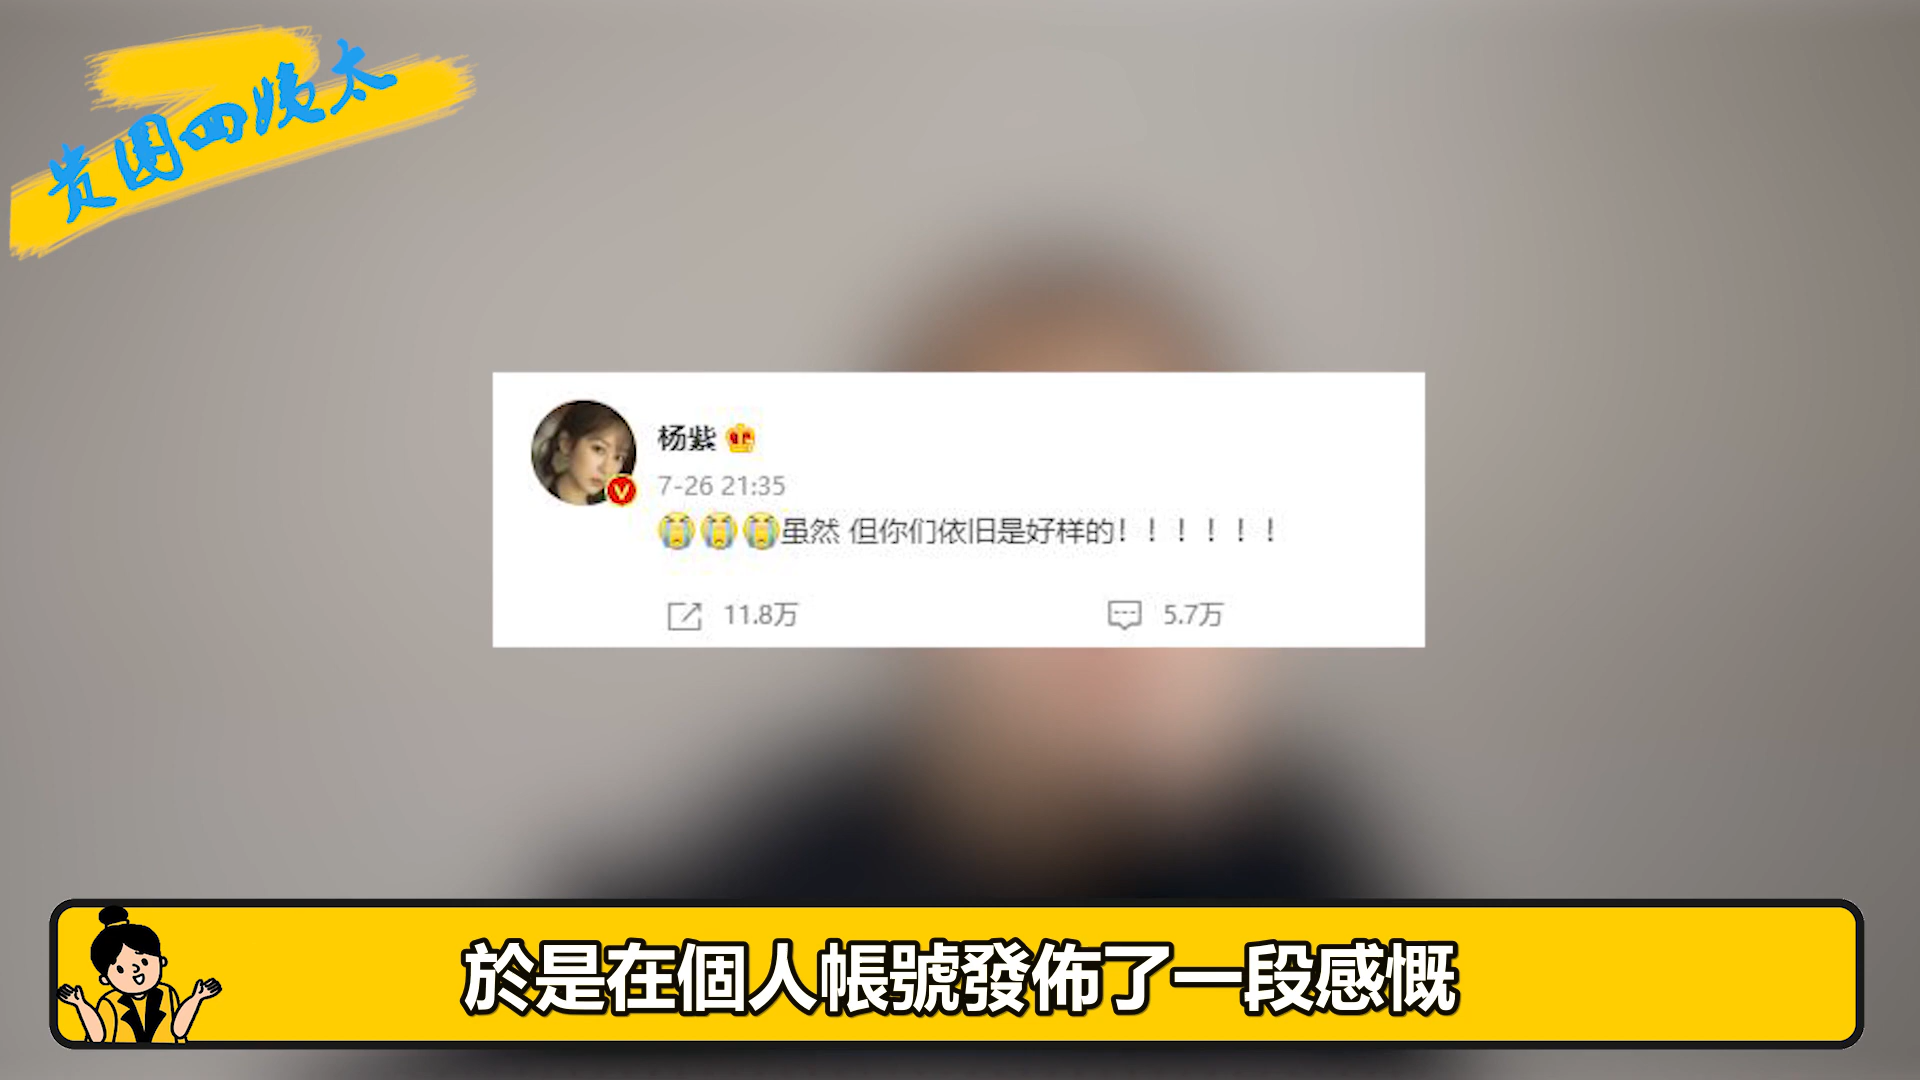 贵圈四姨太
杨紫
7-26 21:35
😭😭😭虽然 但你们依旧是好样的！！！！！！
11.8万
5.7万
於是在個人帳號發佈了一段感慨